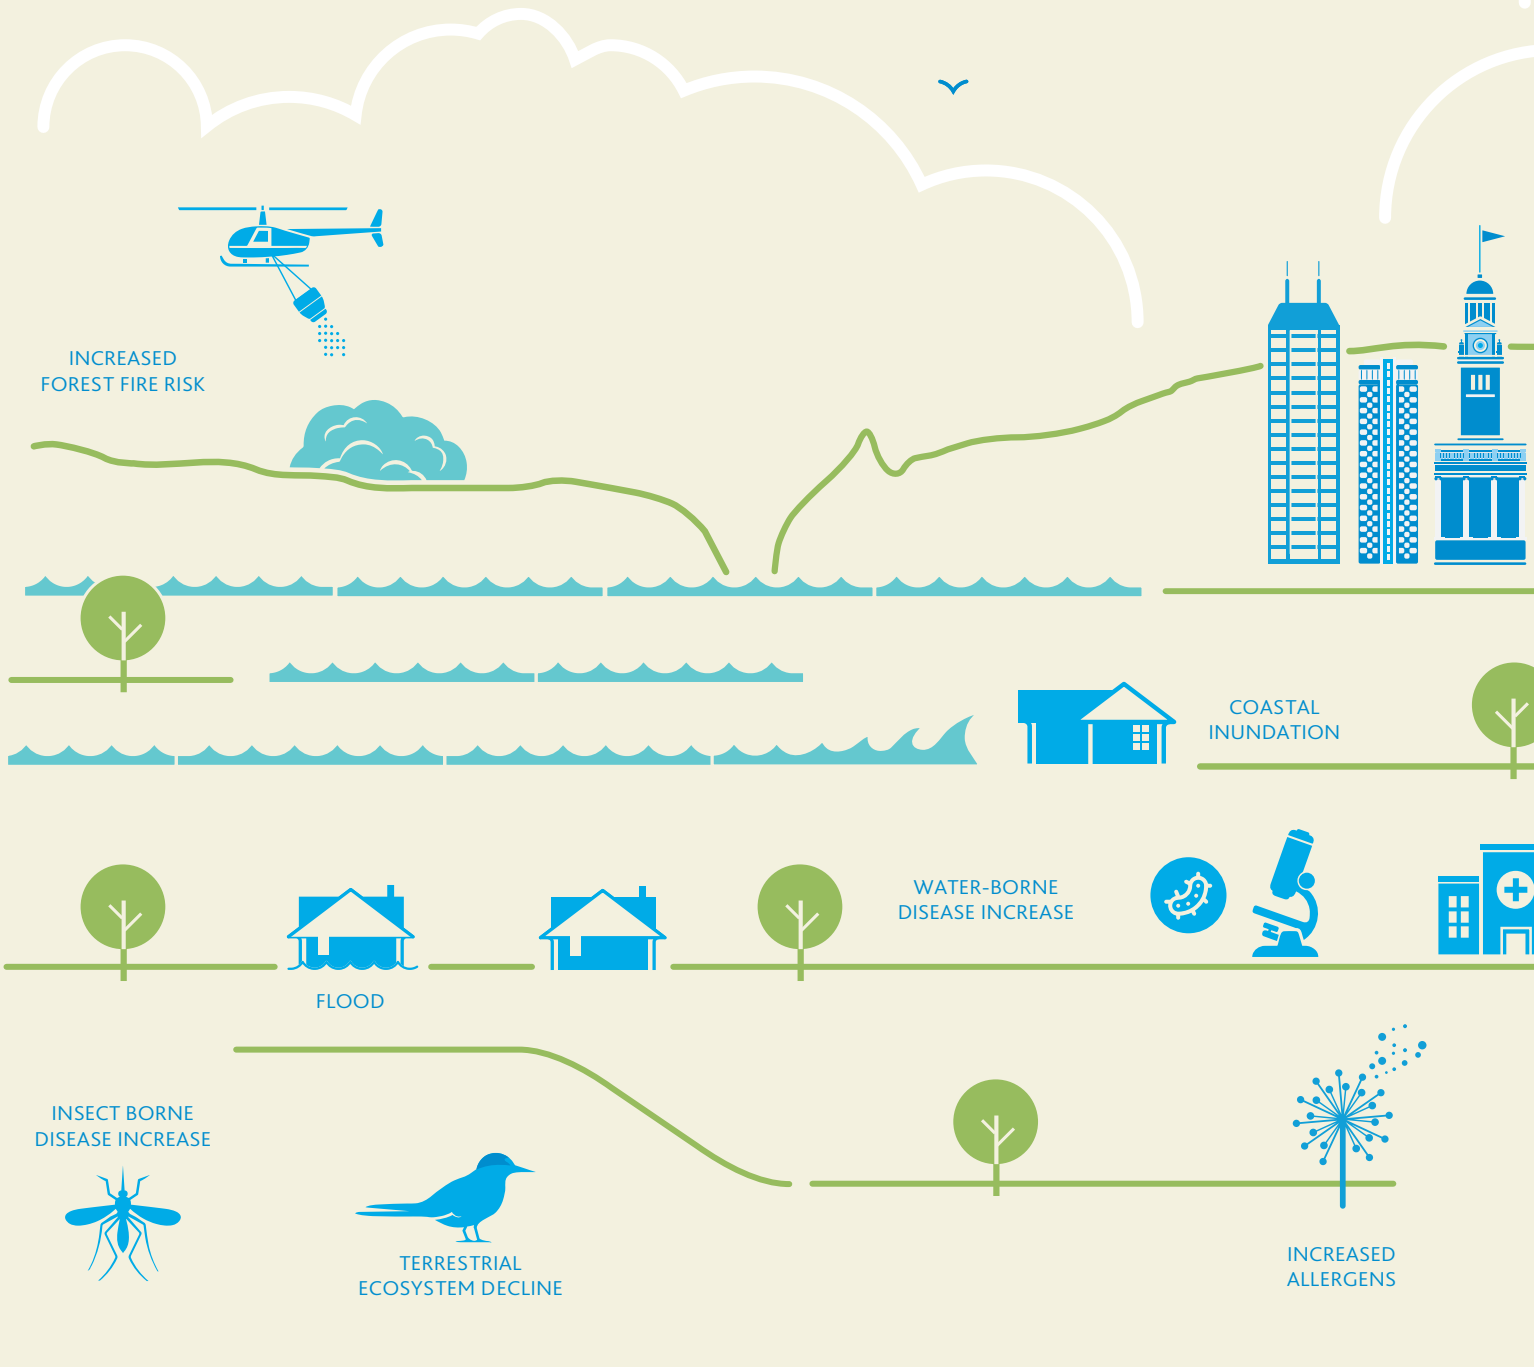 INCREASED
FOREST FIRE RISK
COASTAL
INUNDATION
WATER-BORNE
DISEASE INCREASE
FLOOD
INSECT BORNE
DISEASE INCREASE
TERRESTRIAL
ECOSYSTEM DECLINE
INCREASED
ALLERGENS